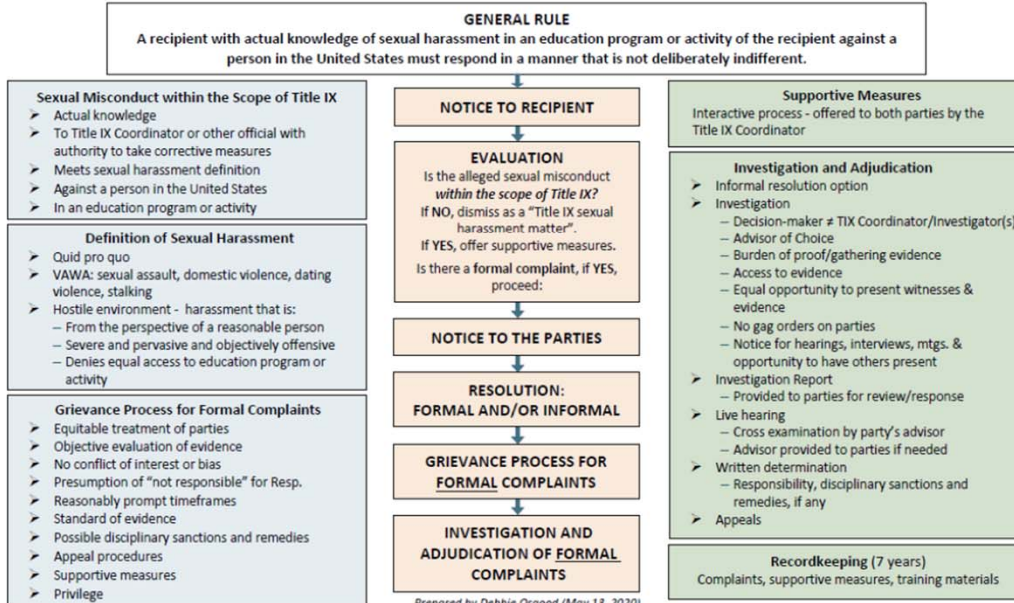 GENERAL RULE
A recipient with actual knowledge of sexual harassment in an education program or activity of the recipient against a
person in the United States must respond in a manner that is not deliberately indifferent.
Sexual Misconduct within the Scope of Title IX
➢ Actual knowledge
➢ To Title IX Coordinator or other official with
authority to take corrective measures
➢ Meets sexual harassment definition
➢ Against a person in the United States
➢ In an education program or activity
Definition of Sexual Harassment
➢ Quid pro quo
➢ VAWA: sexual assault, domestic violence, dating
violence, stalking
➢ Hostile environment - harassment that is:
– From the perspective of a reasonable person
– Severe and pervasive and objectively offensive
– Denies equal access to education program or
activity
Grievance Process for Formal Complaints
➢ Equitable treatment of parties
➢ Objective evaluation of evidence
➢ No conflict of interest or bias
➢ Presumption of "not responsible" for Resp.
➢ Reasonably prompt timeframes
➢ Standard of evidence
➢ Possible disciplinary sanctions and remedies
➢ Appeal procedures
➢ Supportive measures
➢ Privilege
NOTICE TO RECIPIENT
EVALUATION
Is the alleged sexual misconduct
within the scope of Title IX?
If NO, dismiss as a "Title IX sexual
harassment matter".
If YES, offer supportive measures.
Is there a formal complaint, if YES,
proceed:
NOTICE TO THE PARTIES
RESOLUTION:
FORMAL AND/OR INFORMAL
GRIEVANCE PROCESS FOR
FORMAL COMPLAINTS
INVESTIGATION AND
ADJUDICATION OF FORMAL
COMPLAINTS
Prepared by Debbie Osgood (May 13, 2020)
Supportive Measures
Interactive process - offered to both parties by the
Title IX Coordinator
Investigation and Adjudication
➢ Informal resolution option
➢ Investigation
– Decision-maker ≠ TIX Coordinator/Investigator(s)
– Advisor of Choice
– Burden of proof/gathering evidence
– Access to evidence
– Equal opportunity to present witnesses &
evidence
– No gag orders on parties
– Notice for hearings, interviews, mtgs. &
opportunity to have others present
➢ Investigation Report
– Provided to parties for review/response
➢ Live hearing
– Cross examination by party's advisor
– Advisor provided to parties if needed
➢ Written determination
– Responsibility, disciplinary sanctions and
remedies, if any
➢ Appeals
Recordkeeping (7 years)
Complaints, supportive measures, training materials